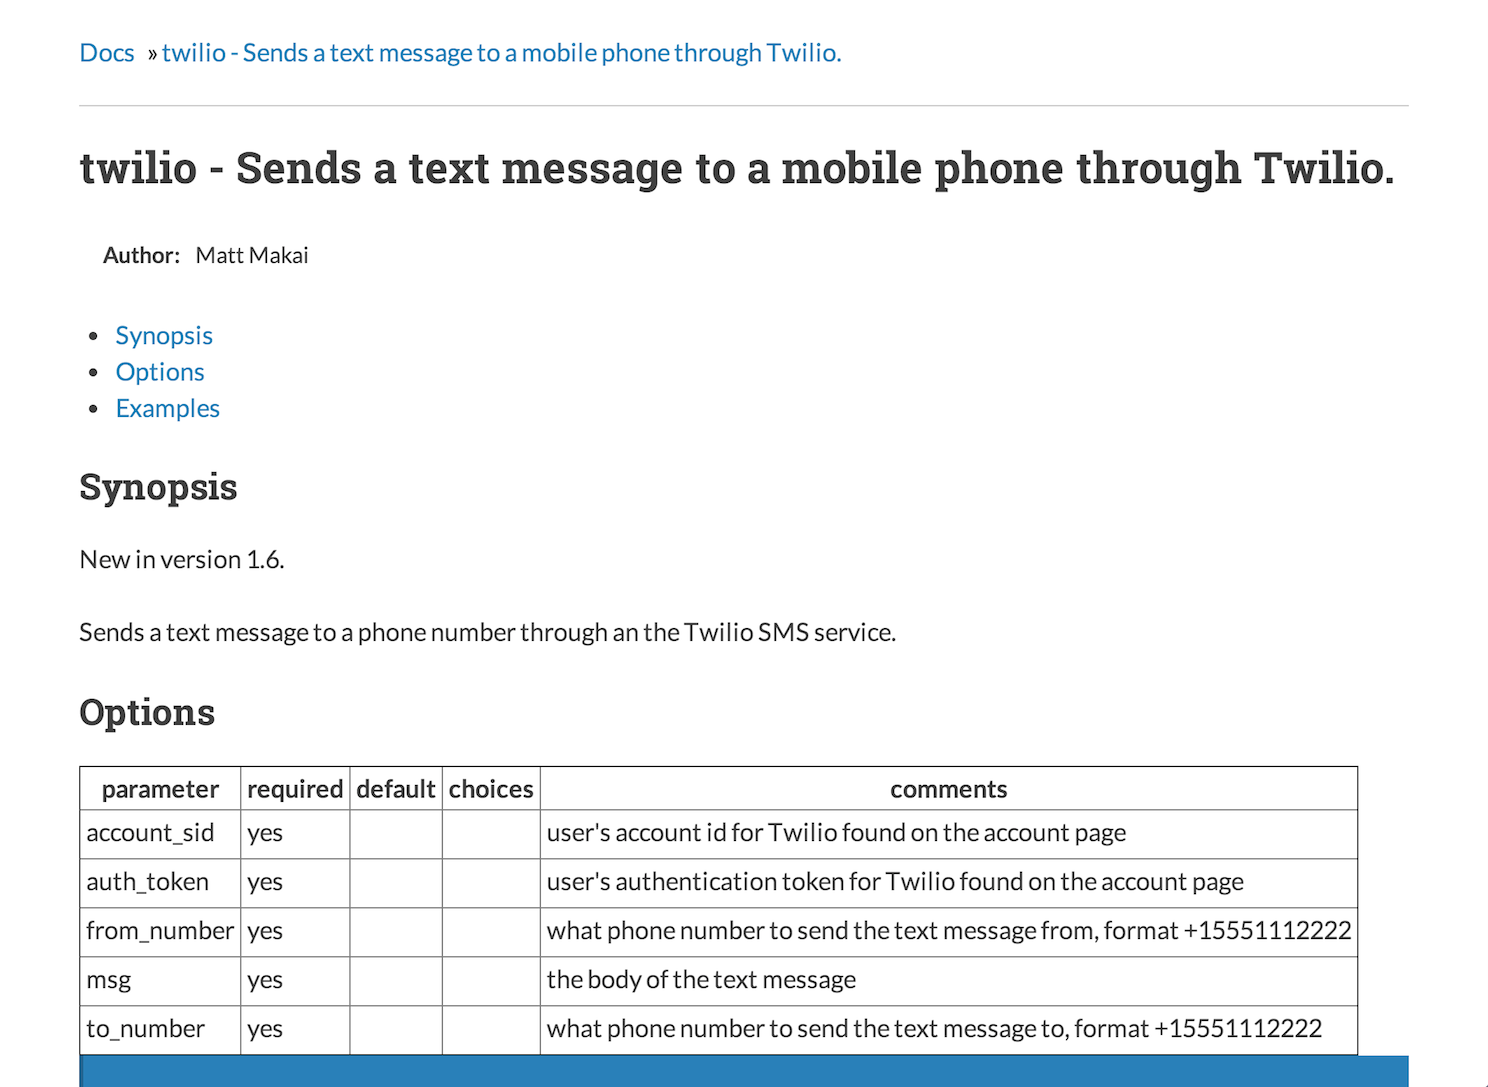 Docs » twilio - Sends a text message to a mobile phone through Twilio.
twilio - Sends a text message to a mobile phone through Twilio.
Author: Matt Makai
• Synopsis
• Options
• Examples
Synopsis
New in version 1.6.
Sends a text message to a phone number through an the Twilio SMS service.
Options
parameter required default choices comments
account_sid yes user's account id for Twilio found on the account page
auth_token yes user's authentication token for Twilio found on the account page
from_number yes what phone number to send the text message from, format +15551112222
msg yes the body of the text message
to_number yes what phone number to send the text message to, format +15551112222